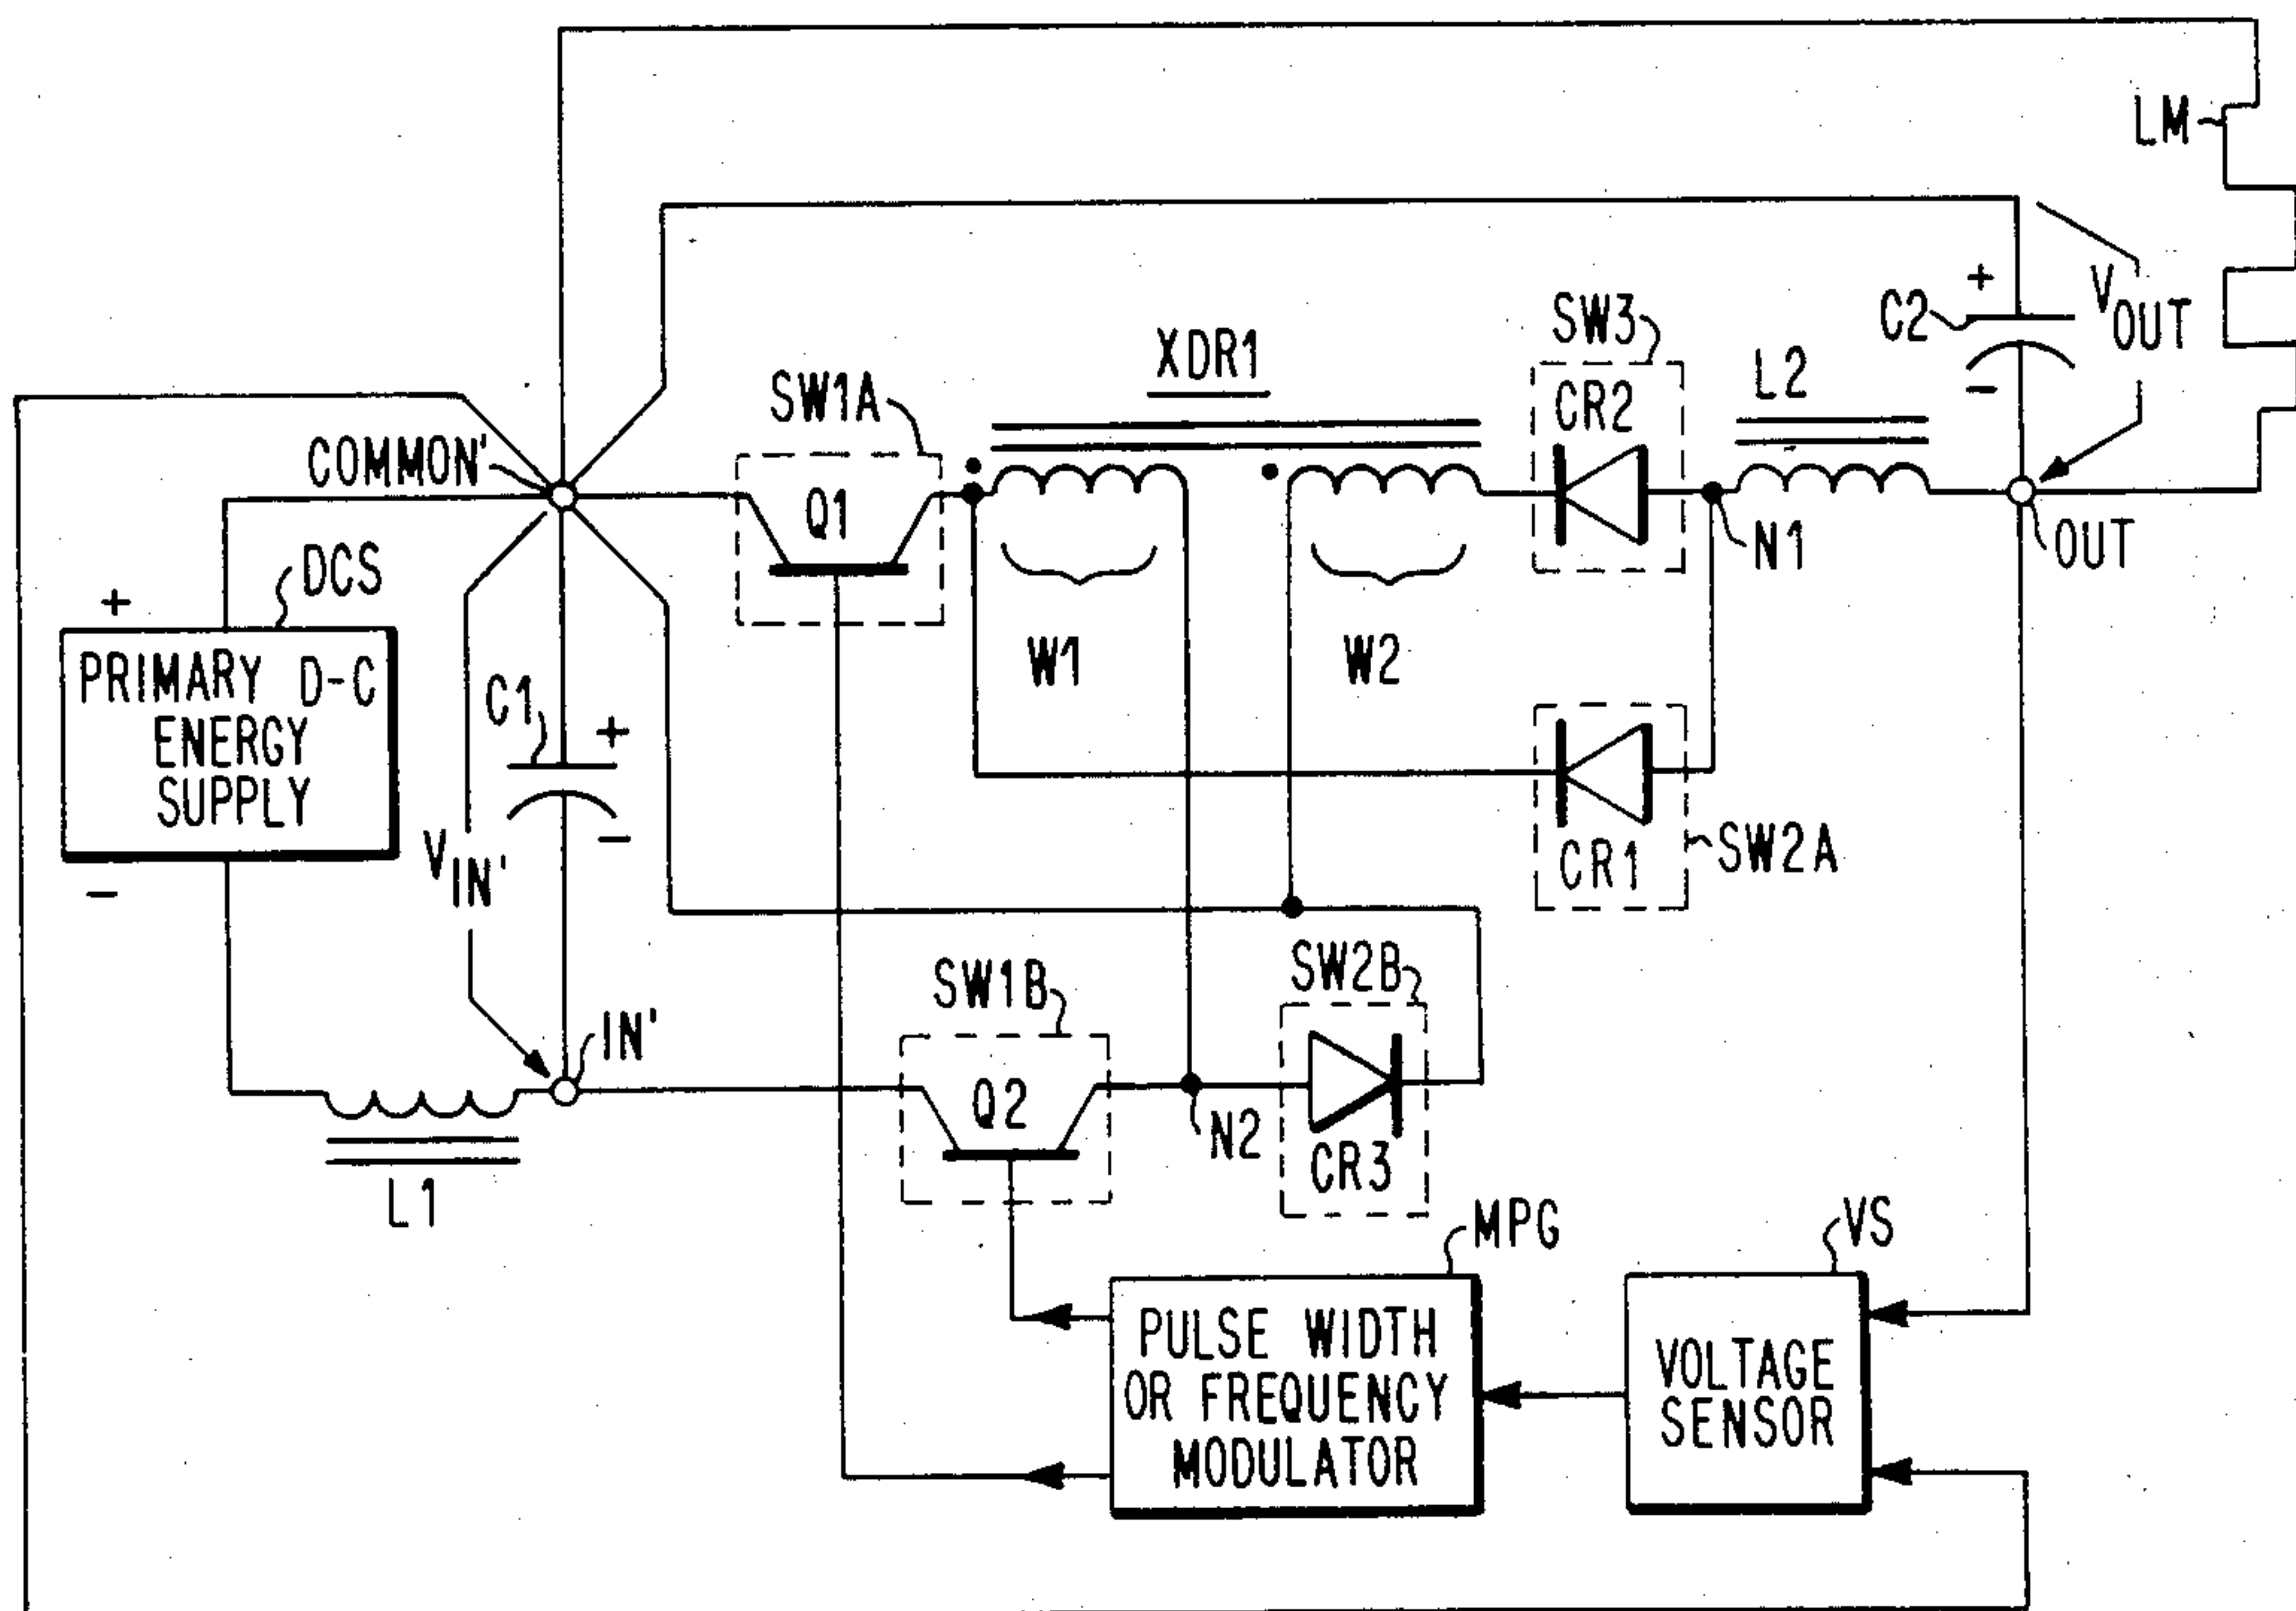 LM
+
C2
V
OUT
SW3
XDR1
CR2
L2
−
SW1A
COMMON'
Q1
N1
OUT
DCS
+
PRIMARY D-C
ENERGY
SUPPLY
−
W1
W2
C1
+
−
V
IN'
CR1
SW2A
SW1B
SW2B
IN'
Q2
N2
CR3
L1
MPG
VS
PULSE WIDTH
OR FREQUENCY
MODULATOR
VOLTAGE
SENSOR